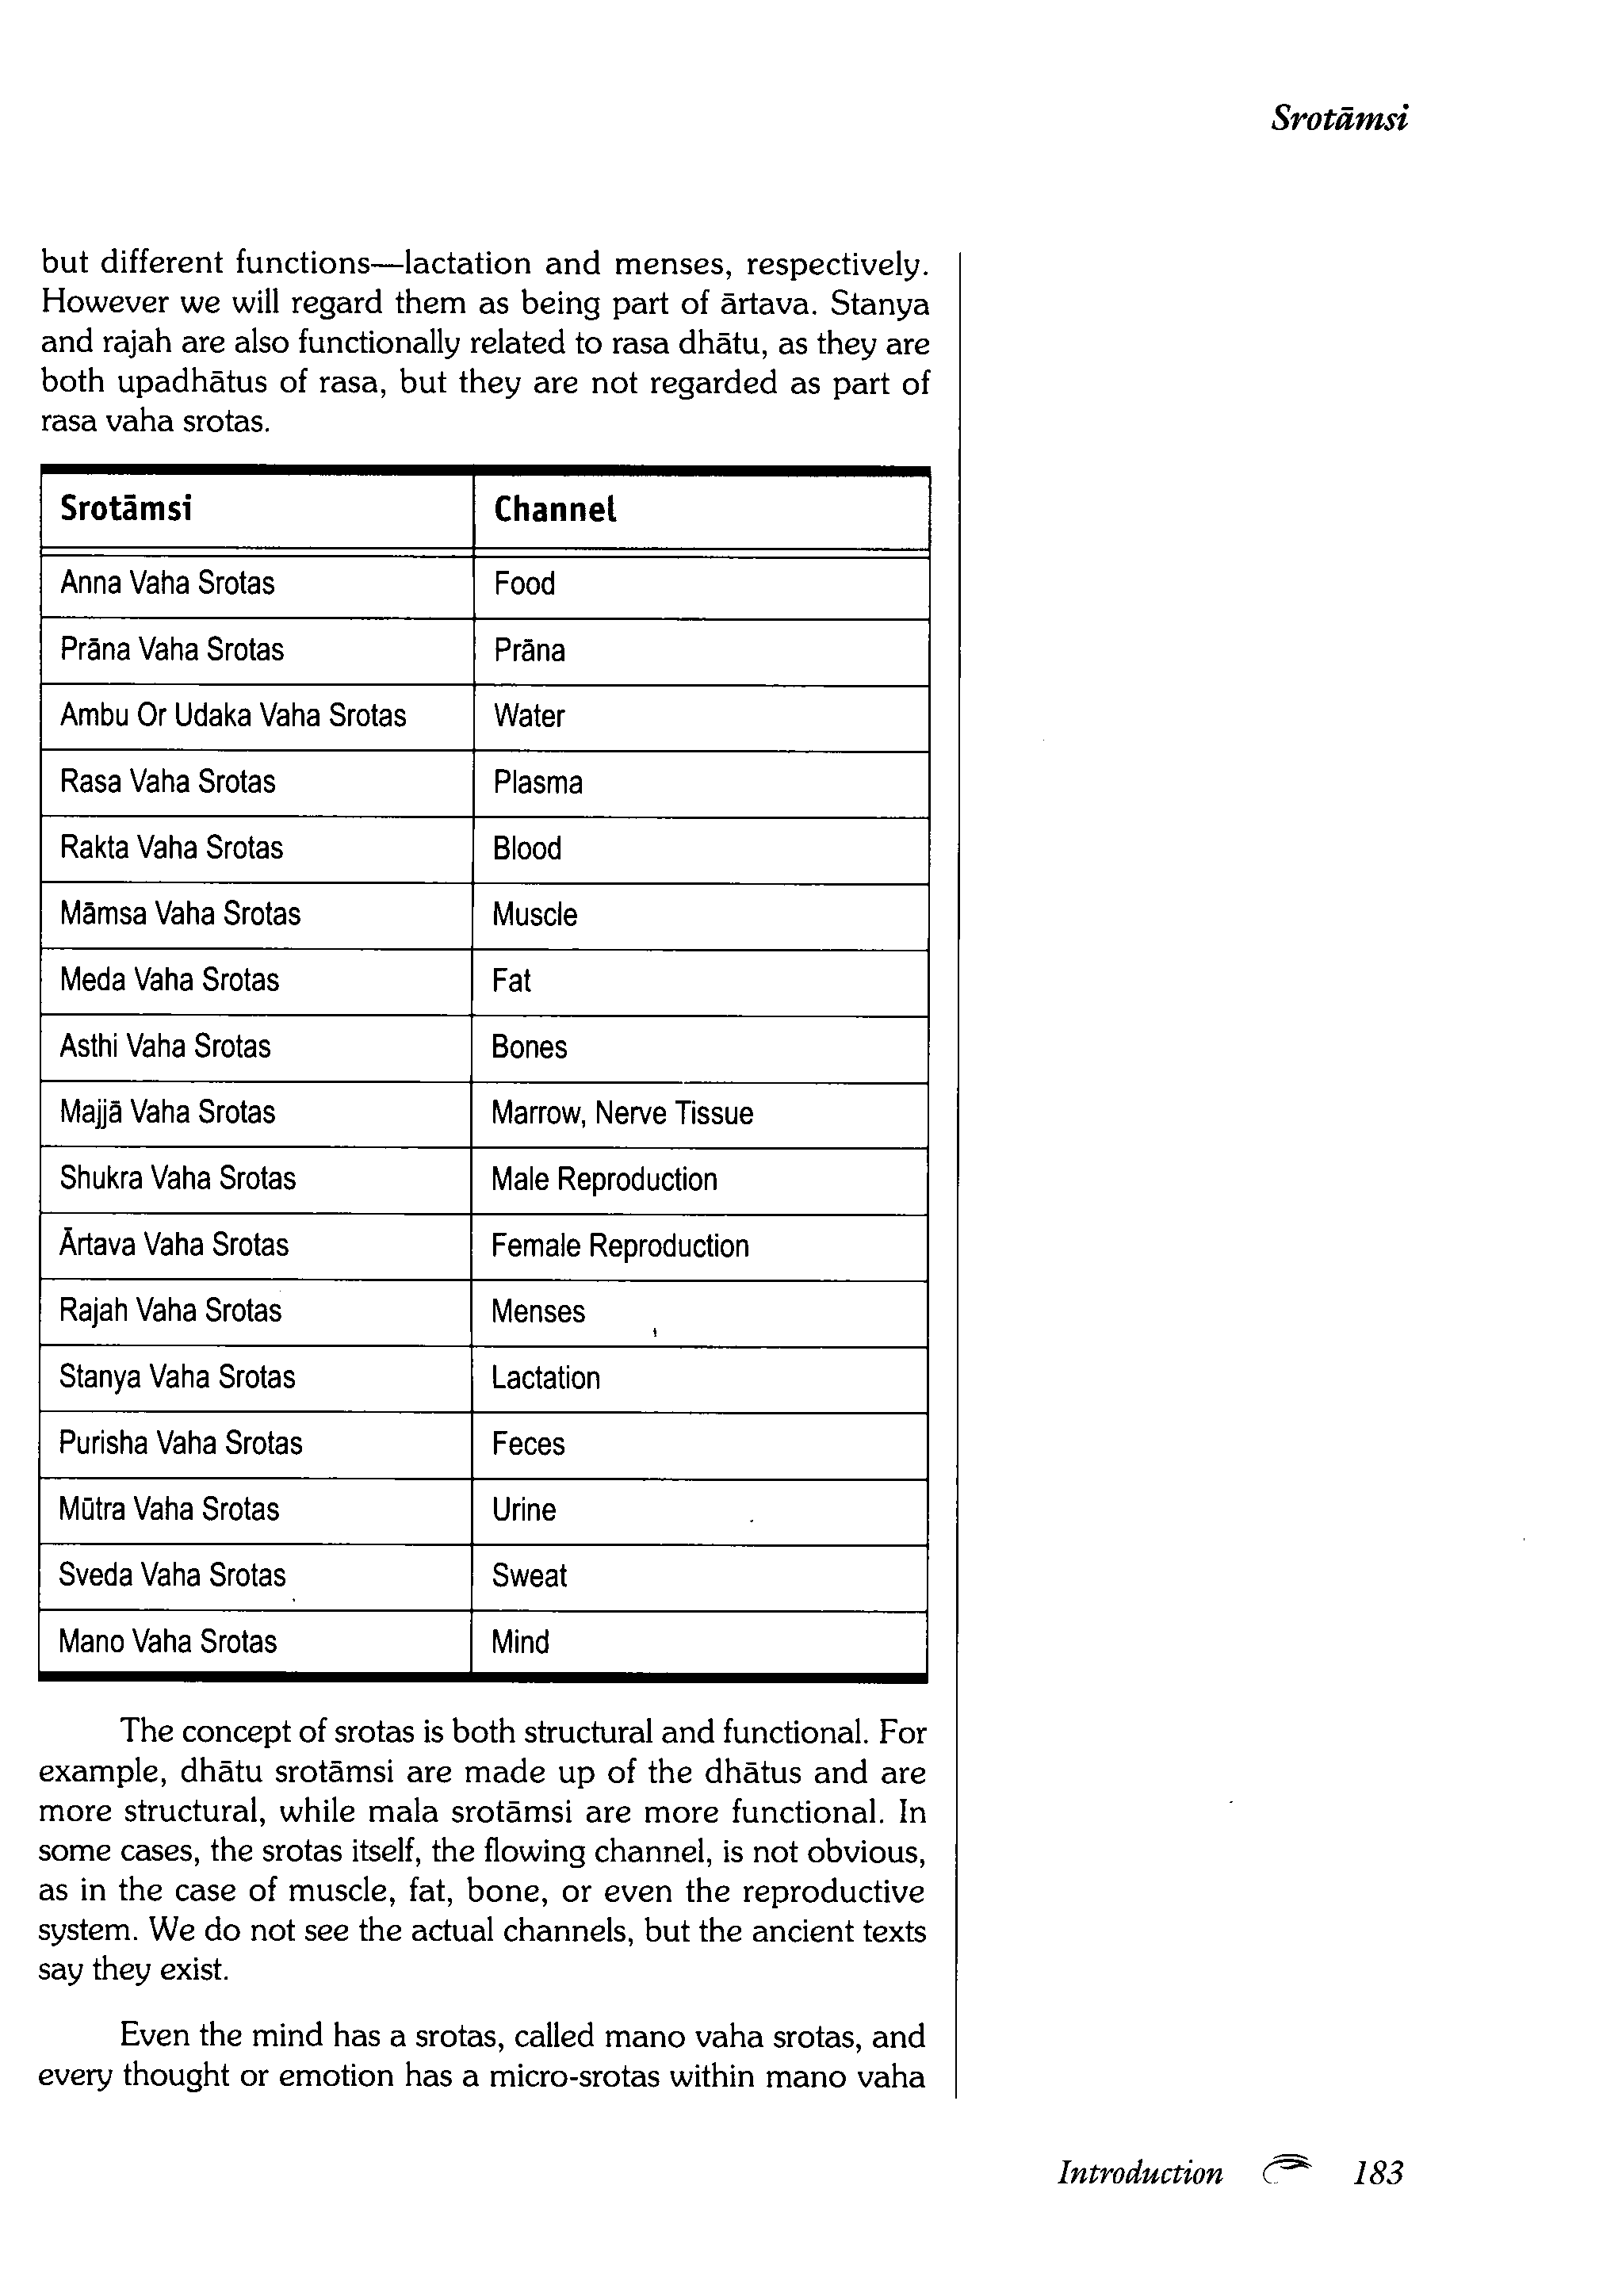 Srotāmsi
but different functions—lactation and menses, respectively.
However we will regard them as being part of ārtava. Stanya
and rajah are also functionally related to rasa dhātu, as they are
both upadhātus of rasa, but they are not regarded as part of
rasa vaha srotas.
Srotāmsi Channel
Anna Vaha Srotas Food
Prāna Vaha Srotas Prāna
Ambu Or Udaka Vaha Srotas Water
Rasa Vaha Srotas Plasma
Rakta Vaha Srotas Blood
Māmsa Vaha Srotas Muscle
Meda Vaha Srotas Fat
Asthi Vaha Srotas Bones
Majjā Vaha Srotas Marrow, Nerve Tissue
Shukra Vaha Srotas Male Reproduction
Ārtava Vaha Srotas Female Reproduction
Rajah Vaha Srotas Menses
Stanya Vaha Srotas Lactation
Purisha Vaha Srotas Feces
Mūtra Vaha Srotas Urine
Sveda Vaha Srotas Sweat
Mano Vaha Srotas Mind
The concept of srotas is both structural and functional. For
example, dhātu srotāmsi are made up of the dhātus and are
more structural, while mala srotāmsi are more functional. In
some cases, the srotas itself, the flowing channel, is not obvious,
as in the case of muscle, fat, bone, or even the reproductive
system. We do not see the actual channels, but the ancient texts
say they exist.
Even the mind has a srotas, called mano vaha srotas, and
every thought or emotion has a micro-srotas within mano vaha
Introduction 183